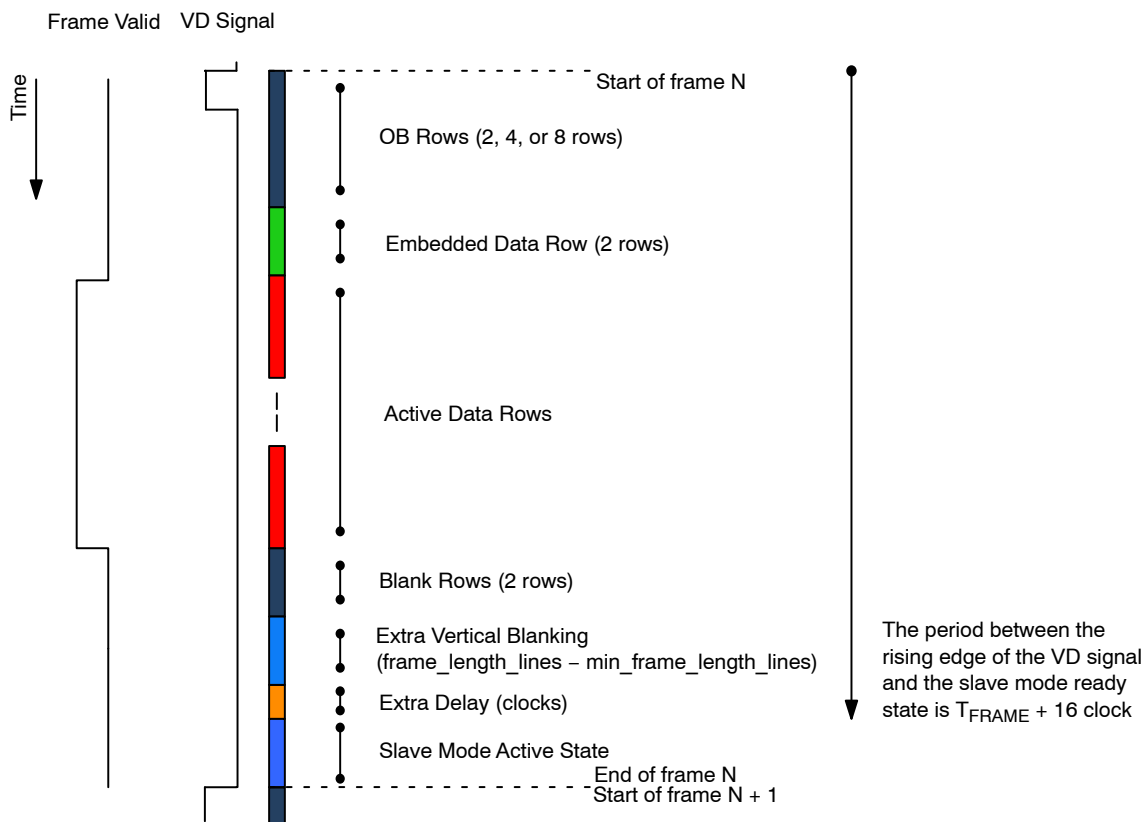 Frame Valid VD Signal
Time
Start of frame N
OB Rows (2, 4, or 8 rows)
Embedded Data Row (2 rows)
Active Data Rows
Blank Rows (2 rows)
Extra Vertical Blanking
(frame_length_lines − min_frame_length_lines)
Extra Delay (clocks)
Slave Mode Active State
End of frame N
Start of frame N + 1
The period between the
rising edge of the VD signal
and the slave mode ready
state is TFRAME + 16 clock